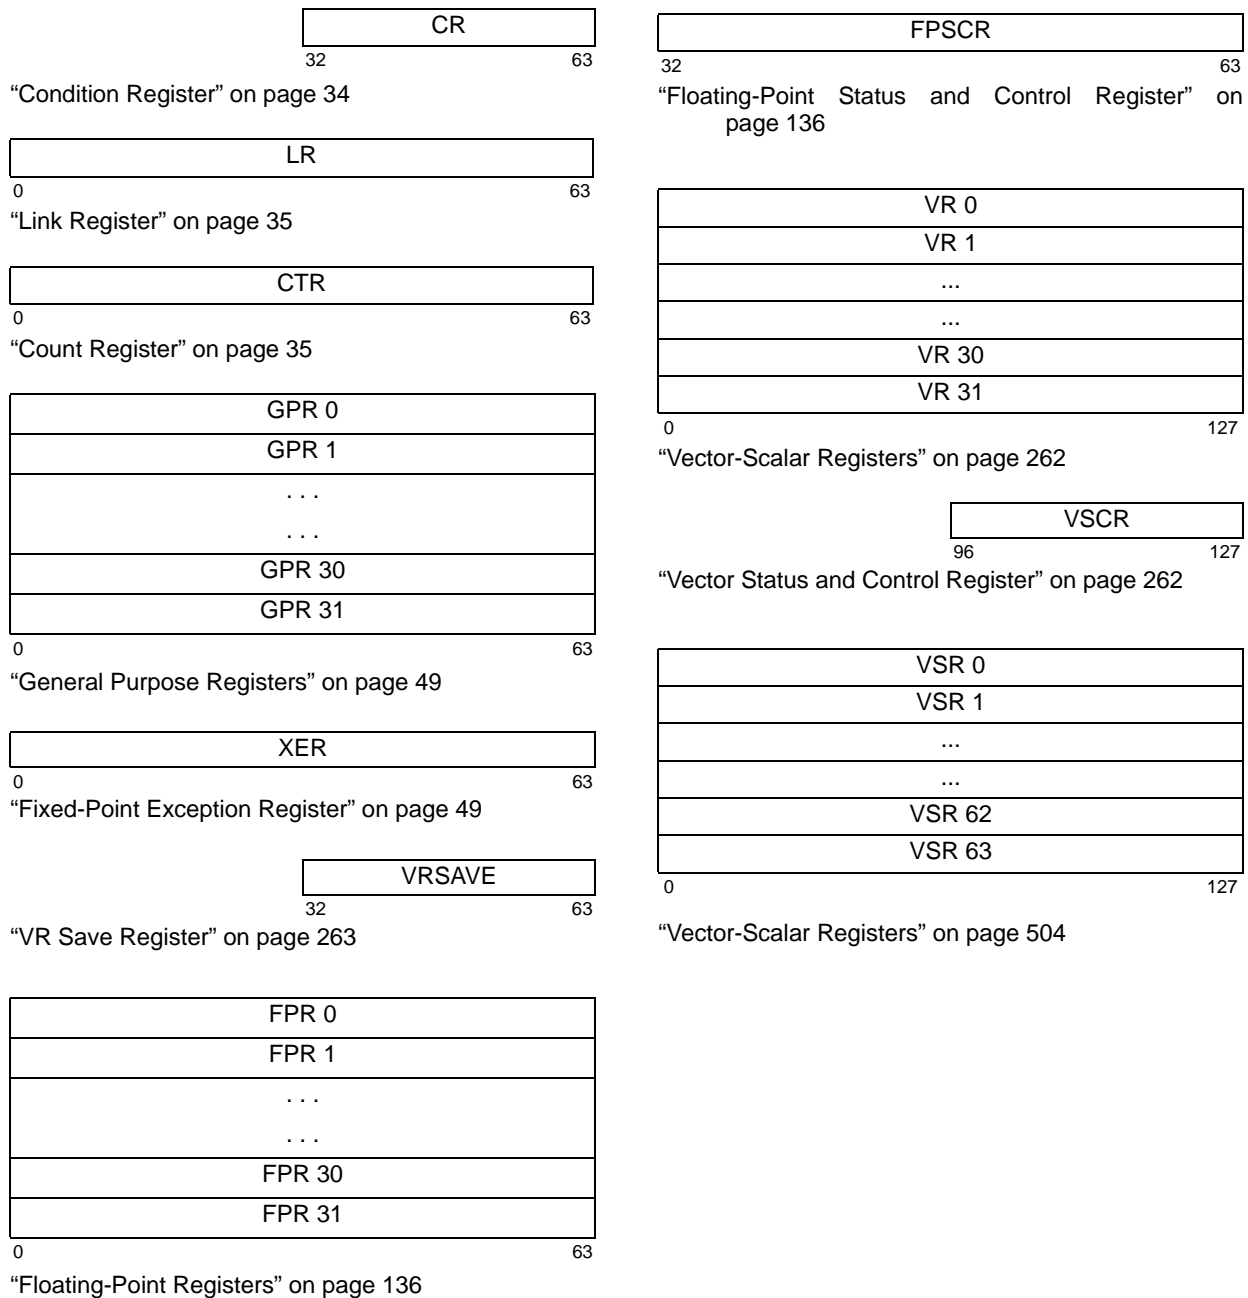 CR
32 63
“Condition Register” on page 34
LR
0 63
“Link Register” on page 35
CTR
0 63
“Count Register” on page 35
GPR 0
GPR 1
. . .
. . .
GPR 30
GPR 31
0 63
“General Purpose Registers” on page 49
XER
0 63
“Fixed-Point Exception Register” on page 49
VRSAVE
32 63
“VR Save Register” on page 263
FPR 0
FPR 1
. . .
. . .
FPR 30
FPR 31
0 63
“Floating-Point Registers” on page 136
FPSCR
32 63
“Floating-Point Status and Control Register” on
page 136
VR 0
VR 1
...
...
VR 30
VR 31
0 127
“Vector-Scalar Registers” on page 262
VSCR
96 127
“Vector Status and Control Register” on page 262
VSR 0
VSR 1
...
...
VSR 62
VSR 63
0 127
“Vector-Scalar Registers” on page 504